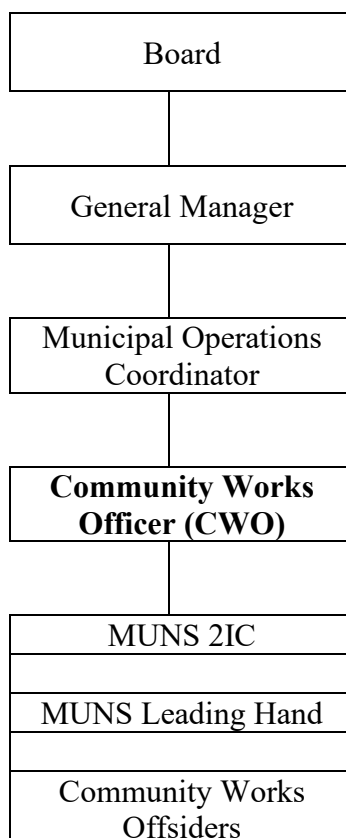 Board
General Manager
Municipal Operations
Coordinator
Community Works
Officer (CWO)
MUNS 2IC
MUNS Leading Hand
Community Works
Offsiders